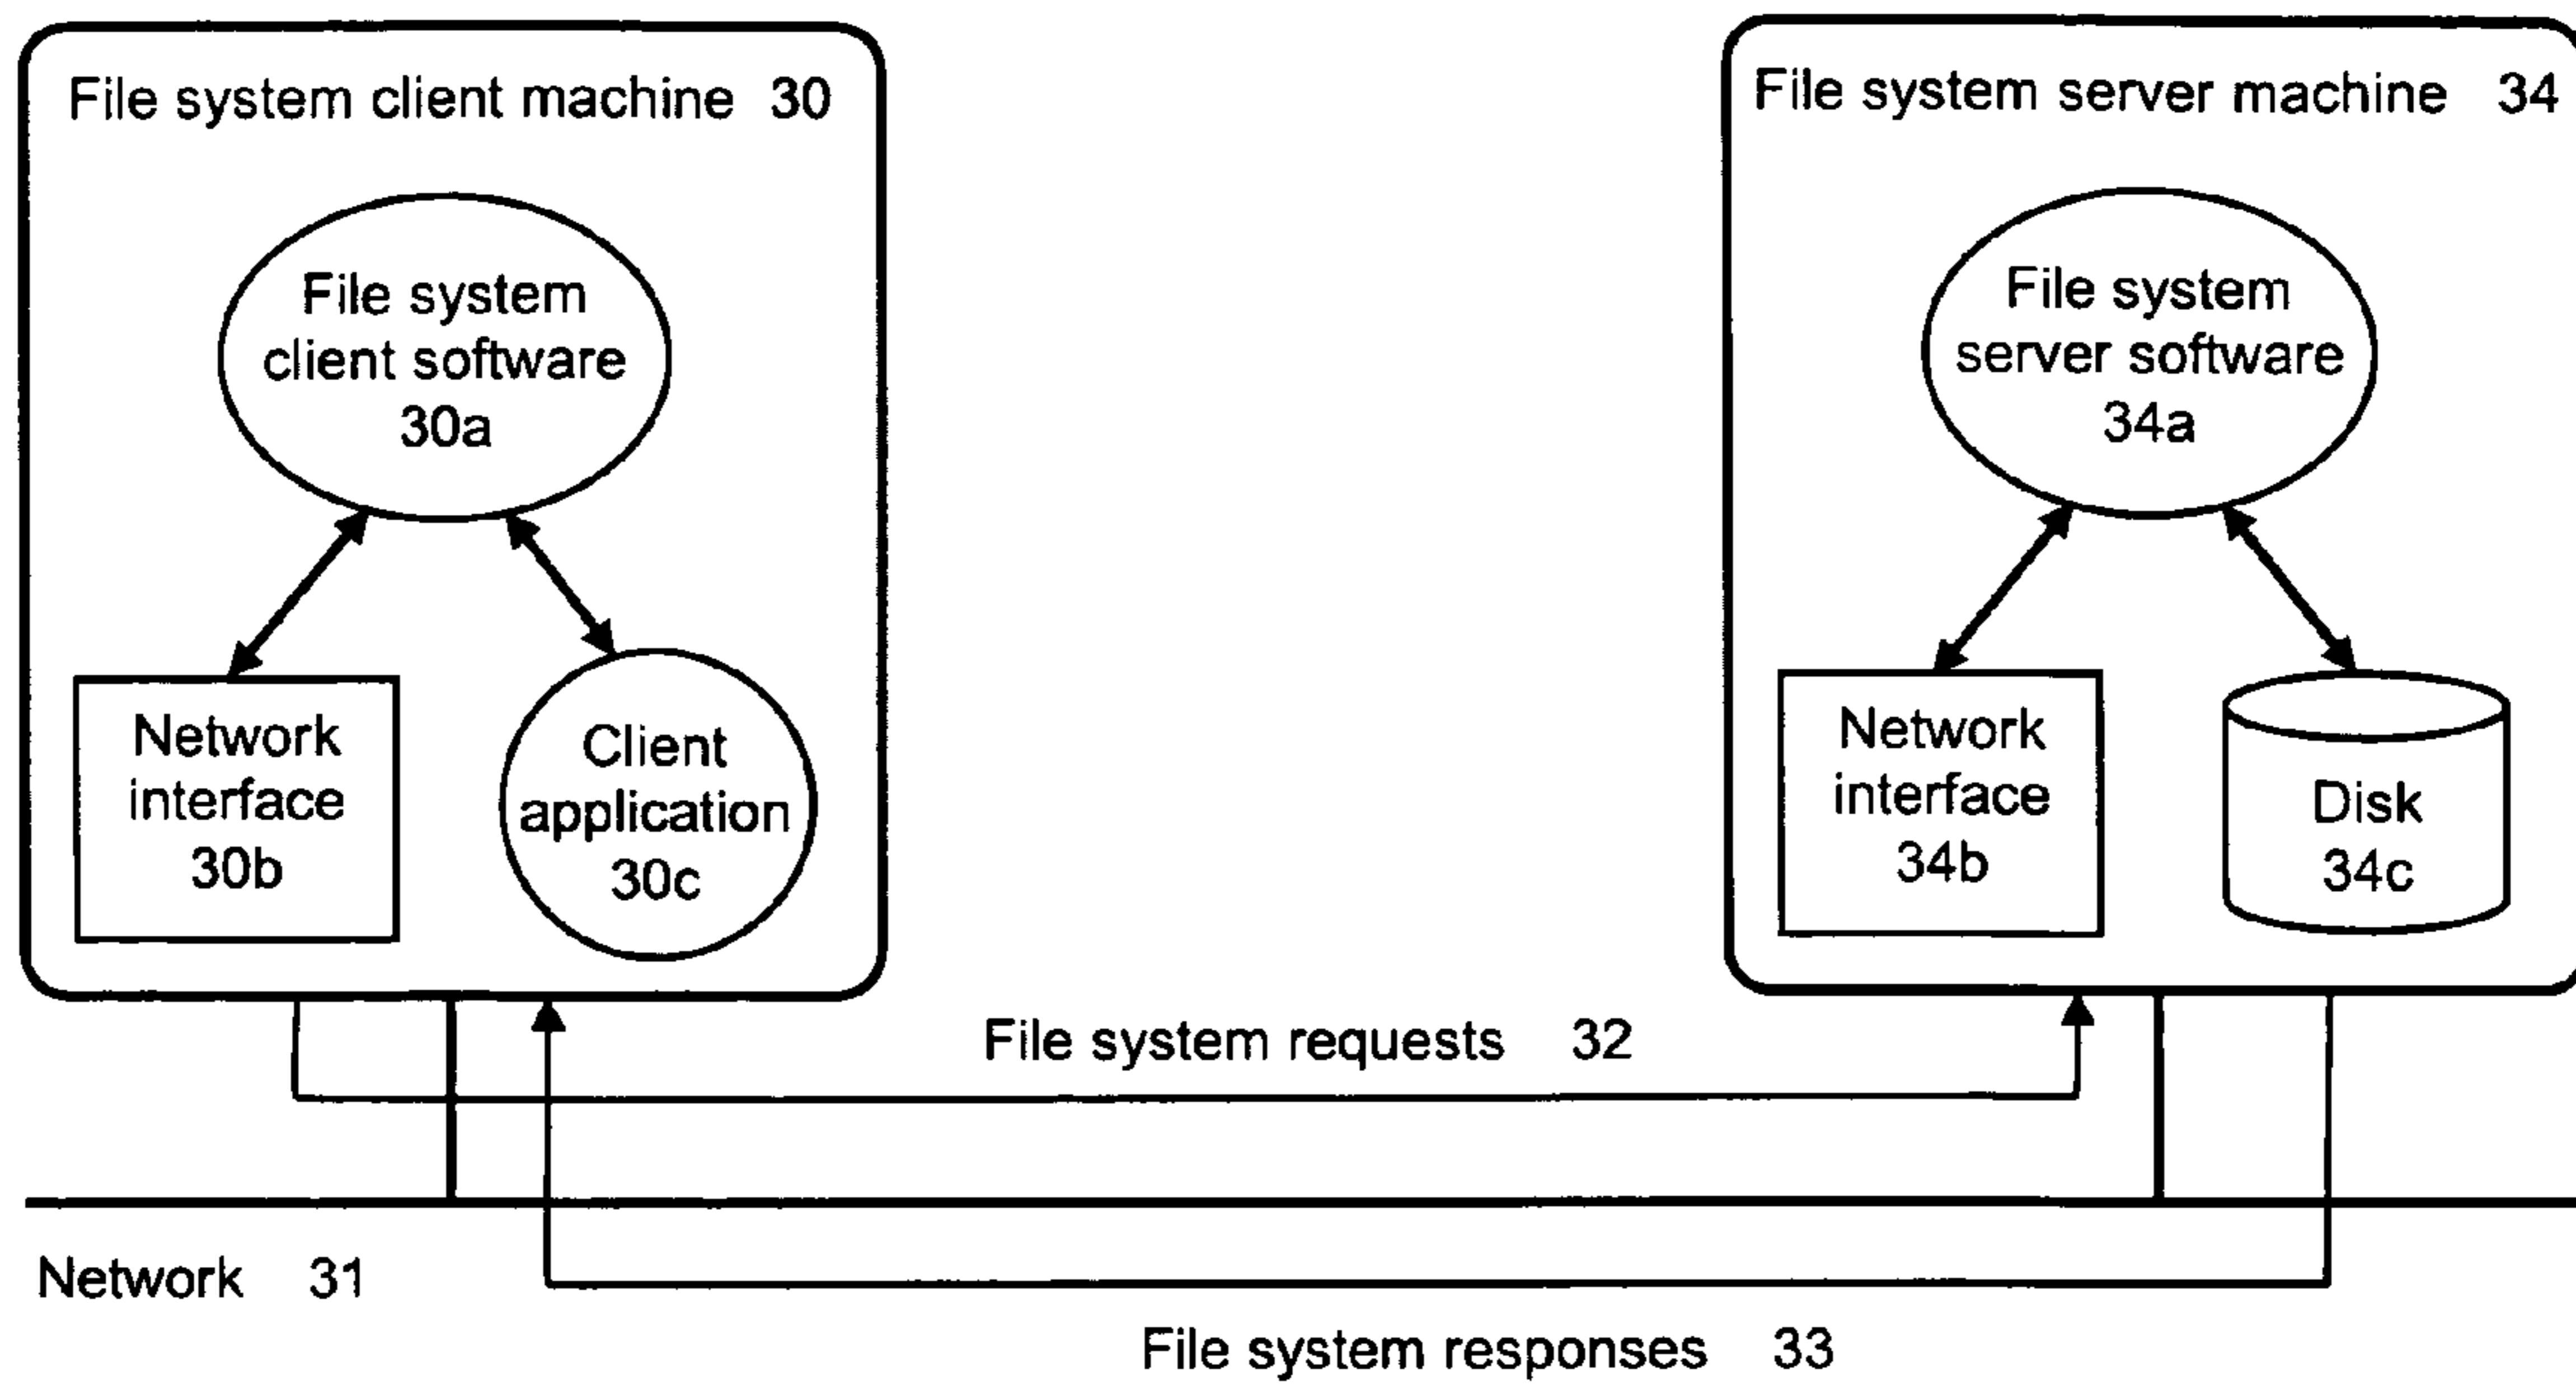 File system client machine 30
File system
client software
30a
Network
interface
30b
Client
application
30c
File system server machine 34
File system
server software
34a
Network
interface
34b
Disk
34c
File system requests 32
Network 31
File system responses 33